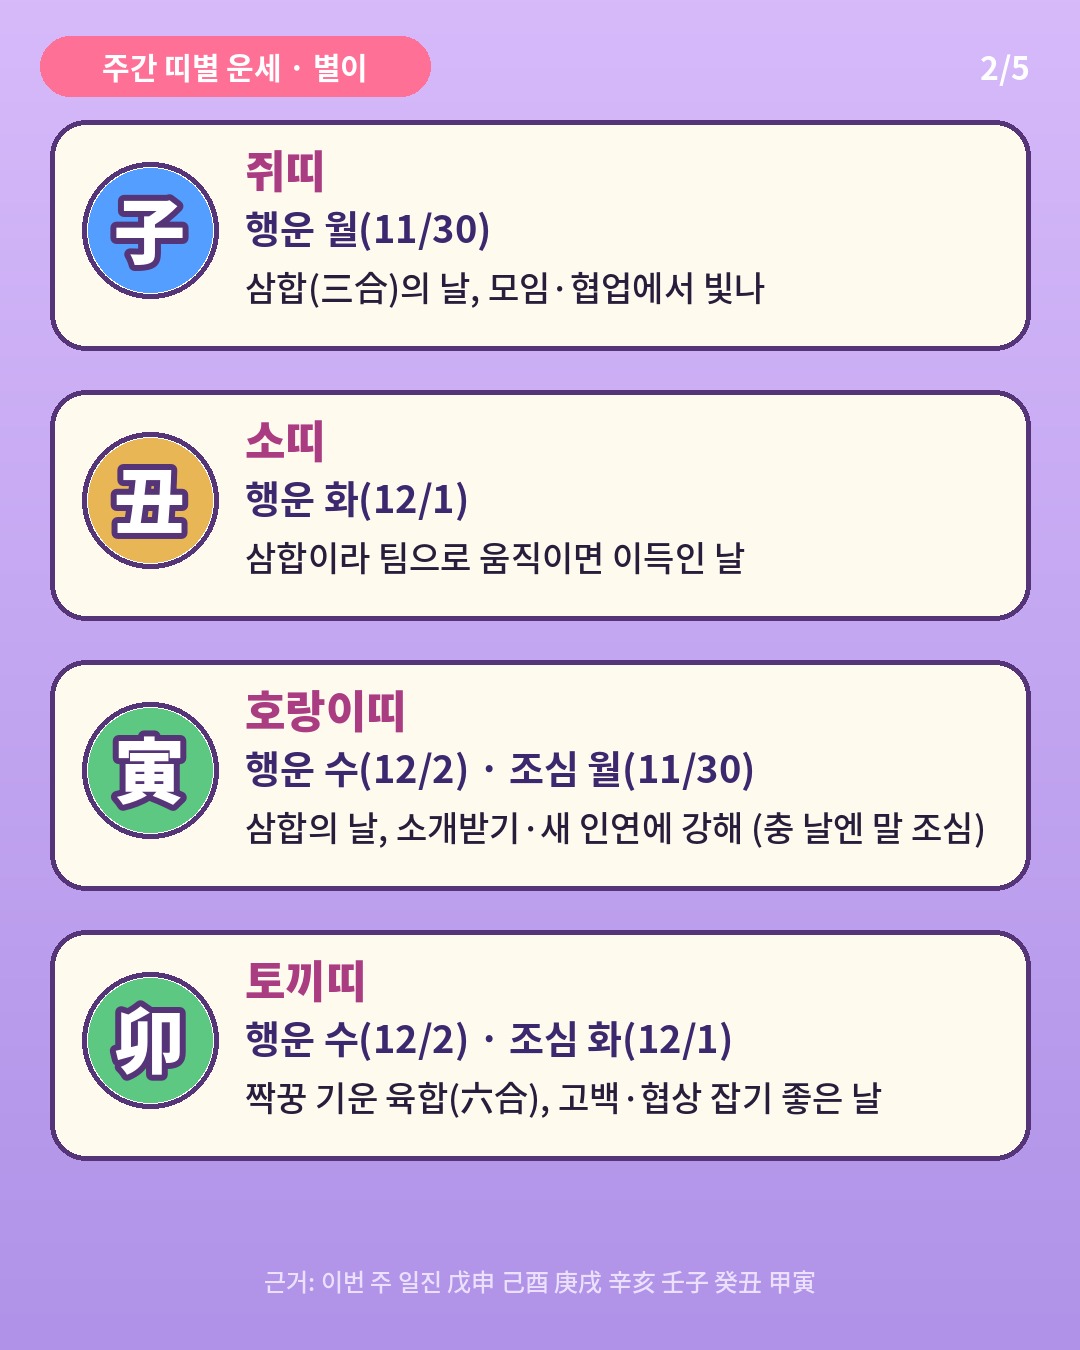 주간 띠별 운세 · 별이
2/5
子
쥐띠
행운 월(11/30)
삼합(三合)의 날, 모임·협업에서 빛나
丑
소띠
행운 화(12/1)
삼합이라 팀으로 움직이면 이득인 날
寅
호랑이띠
행운 수(12/2) · 조심 월(11/30)
삼합의 날, 소개받기·새 인연에 강해 (충 날엔 말 조심)
卯
토끼띠
행운 수(12/2) · 조심 화(12/1)
짝꿍 기운 육합(六合), 고백·협상 잡기 좋은 날
근거: 이번 주 일진 戊申 己酉 庚戌 辛亥 壬子 癸丑 甲寅